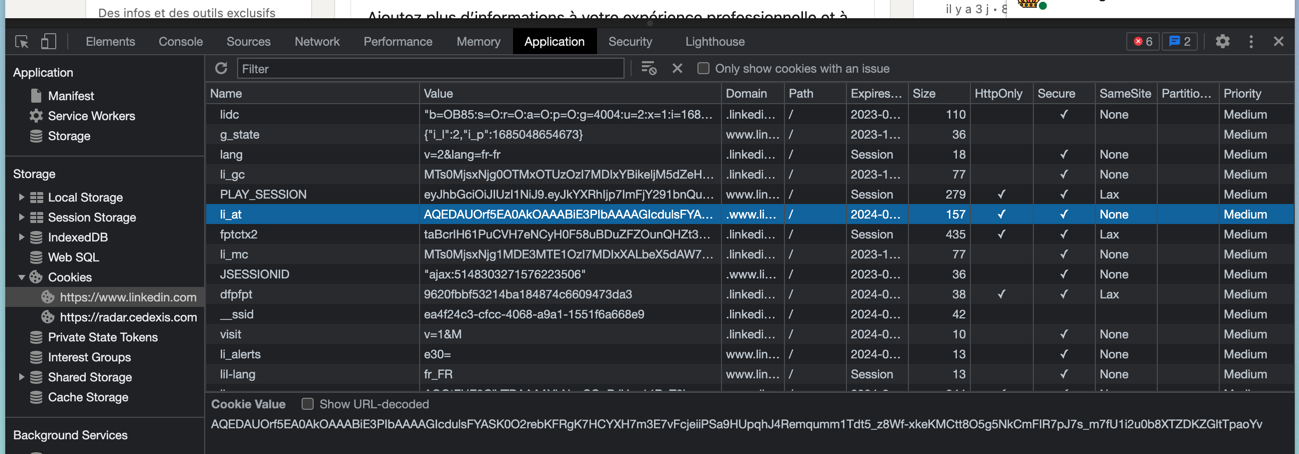 Des infos et des outils exclusifs
Ajoutez plus d'informations à votre expérience professionnelle et à
il y a 3 j • 8
Elements Console Sources Network Performance Memory Application Security Lighthouse 6 2
Application
Manifest
Service Workers
Storage
Storage
Local Storage
Session Storage
IndexedDB
Web SQL
Cookies
https://www.linkedin.com
https://radar.cedexis.com
Private State Tokens
Interest Groups
Shared Storage
Cache Storage
Background Services
Filter Only show cookies with an issue
Name Value Domain Path Expires... Size HttpOnly Secure SameSite Partitio... Priority
lidc "b=OB85:s=O:r=O:a=O:p=O:g=4004:u=2:x=1:i=168... .linkedi... / 2023-0... 110 ✓ None Medium
g_state {"i_l":2,"i_p":1685048654673} www.lin... / 2023-1... 36 Medium
lang v=2&lang=fr-fr .linkedi... / Session 18 ✓ None Medium
li_gc .linkedi... / 2023-1... 77 ✓ None Medium
PLAY_SESSION www.lin... / Session 279 ✓ ✓ Lax Medium
li_at .www.li... / 2024-0... 157 ✓ ✓ None Medium
fptctx2 .linkedi... / Session 435 ✓ ✓ Lax Medium
li_mc .linkedi... / 2023-1... 77 ✓ None Medium
JSESSIONID "ajax:5148303271576223506" .www.li... / 2023-0... 36 ✓ None Medium
dfpfpt 9620fbbf53214ba184874c6609473da3 .linkedi... / 2024-0... 38 ✓ ✓ Lax Medium
__ssid ea4f24c3-cfcc-4068-a9a1-1551f6a668e9 .linkedi... / 2024-0... 42 Medium
visit v=1&M .linkedi... / 2024-0... 10 ✓ None Medium
li_alerts e30= www.lin... / 2024-0... 13 ✓ None Medium
lil-lang fr_FR .linkedi... / Session 13 ✓ None Medium
Cookie Value Show URL-decoded